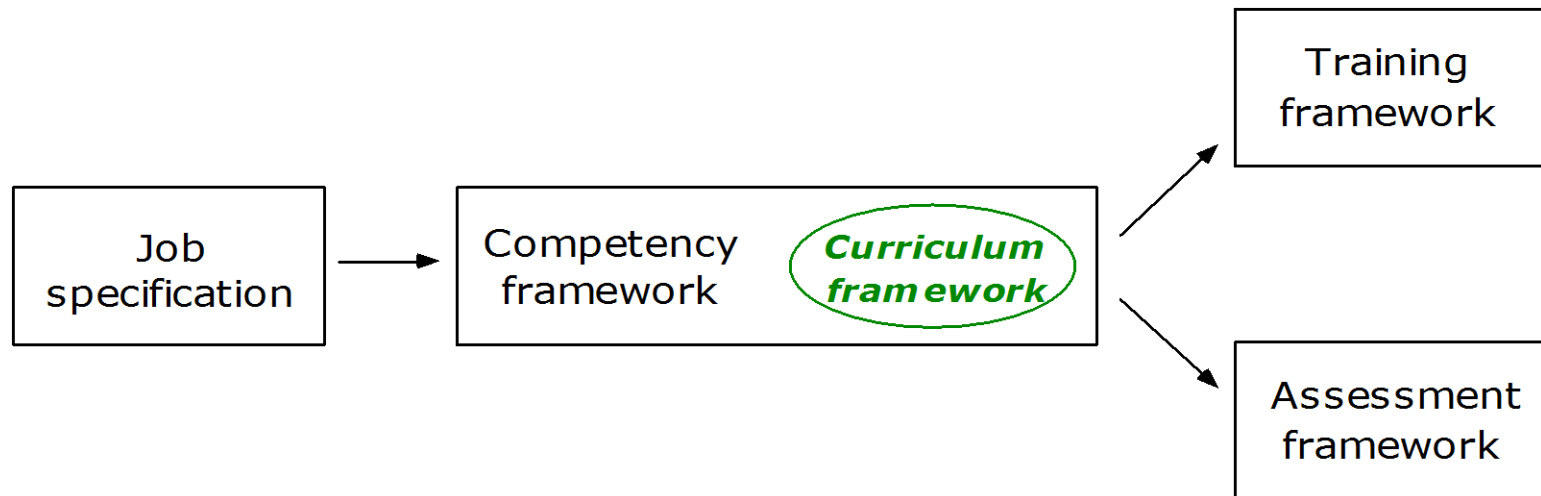 Job
specification
Competency
framework
Curriculum
framework
Training
framework
Assessment
framework